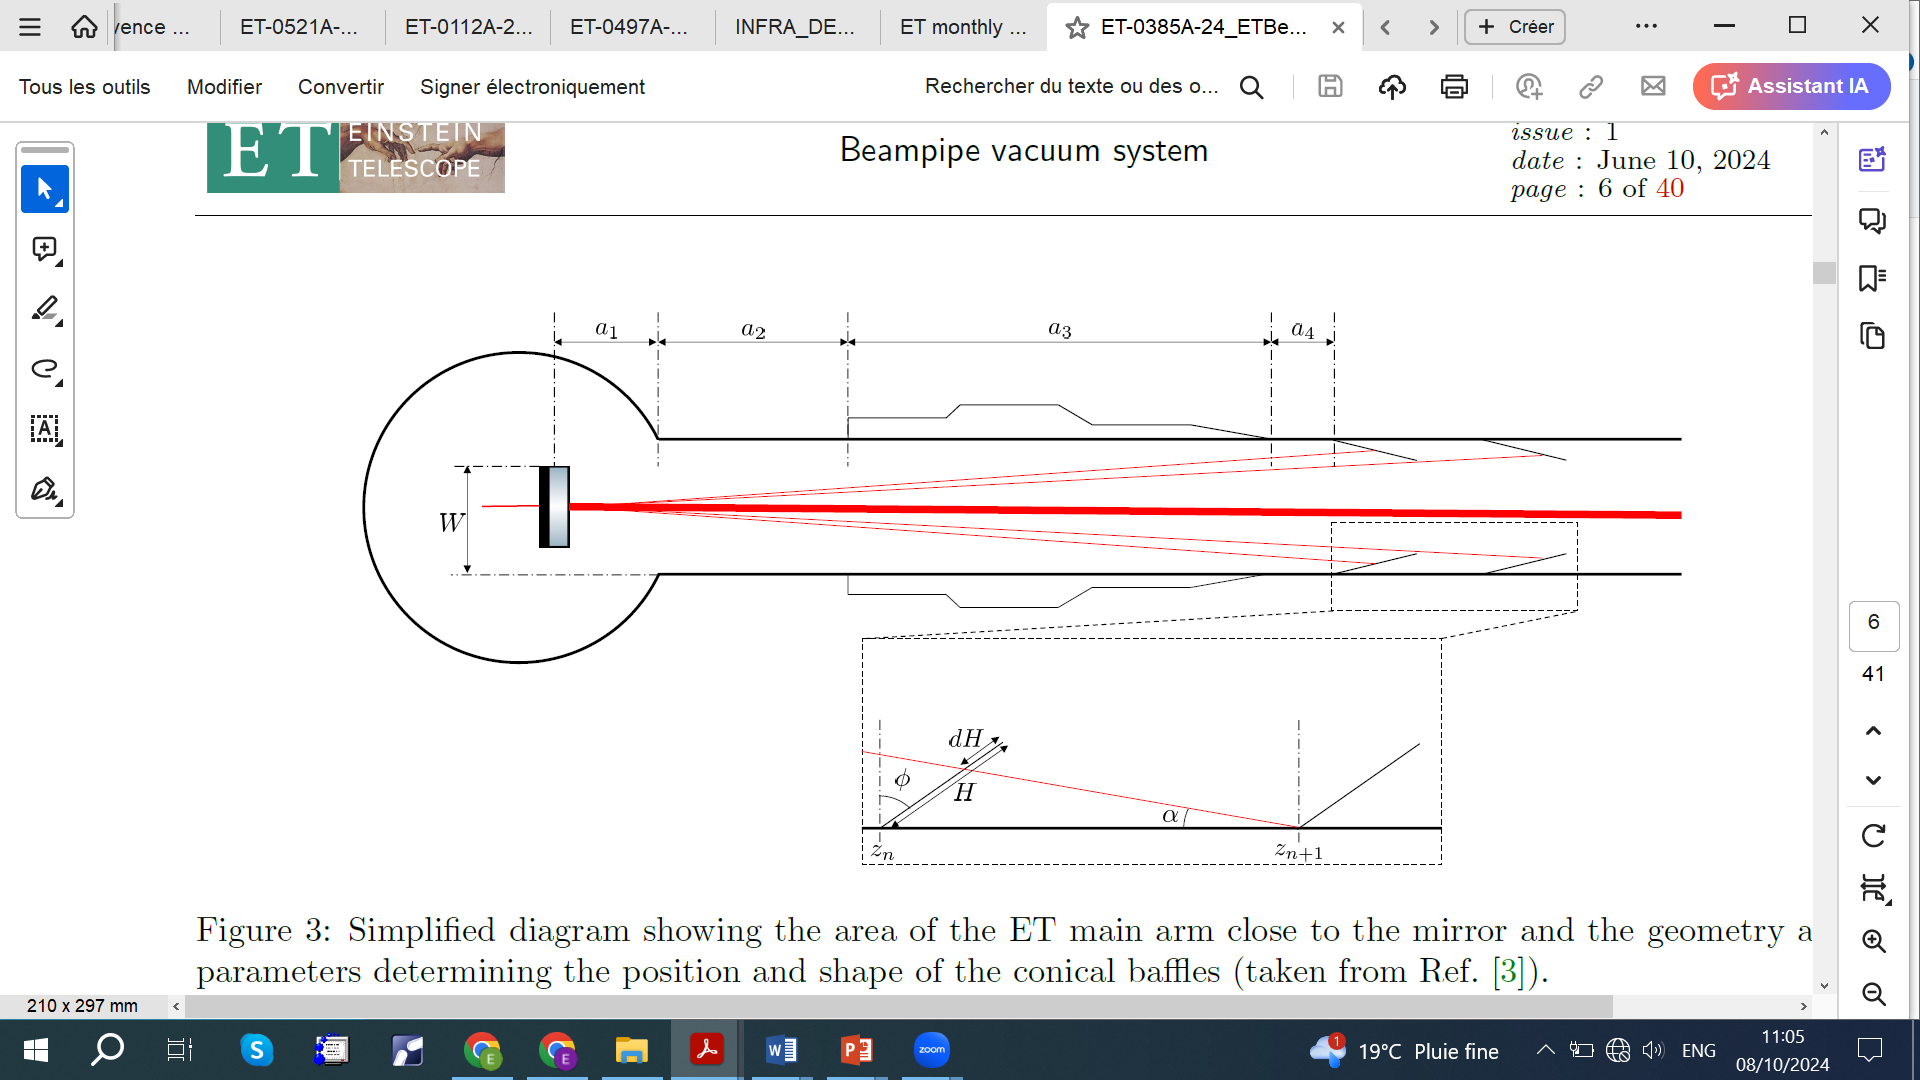 vence ...
ET-0521A-...
ET-0112A-2...
ET-0497A-...
INFRA_DE...
ET monthly ...
ET-0385A-24_ETBe...
Créer
Tous les outils
Modifier
Convertir
Signer électroniquement
Rechercher du texte ou des o...
Assistant IA
ET EINSTEIN
TELESCOPE
Beampipe vacuum system
issue : 1
date : June 10, 2024
page : 6 of 40
a1
a2
a3
a4
W
dH
ϕ
H
α
zn
zn+1
Figure 3: Simplified diagram showing the area of the ET main arm close to the mirror and the geometry a
parameters determining the position and shape of the conical baffles (taken from Ref. [3]).
6
41
210 x 297 mm
S
E
E
W
P
zoom
1
19°C Pluie fine
ENG
11:05
08/10/2024